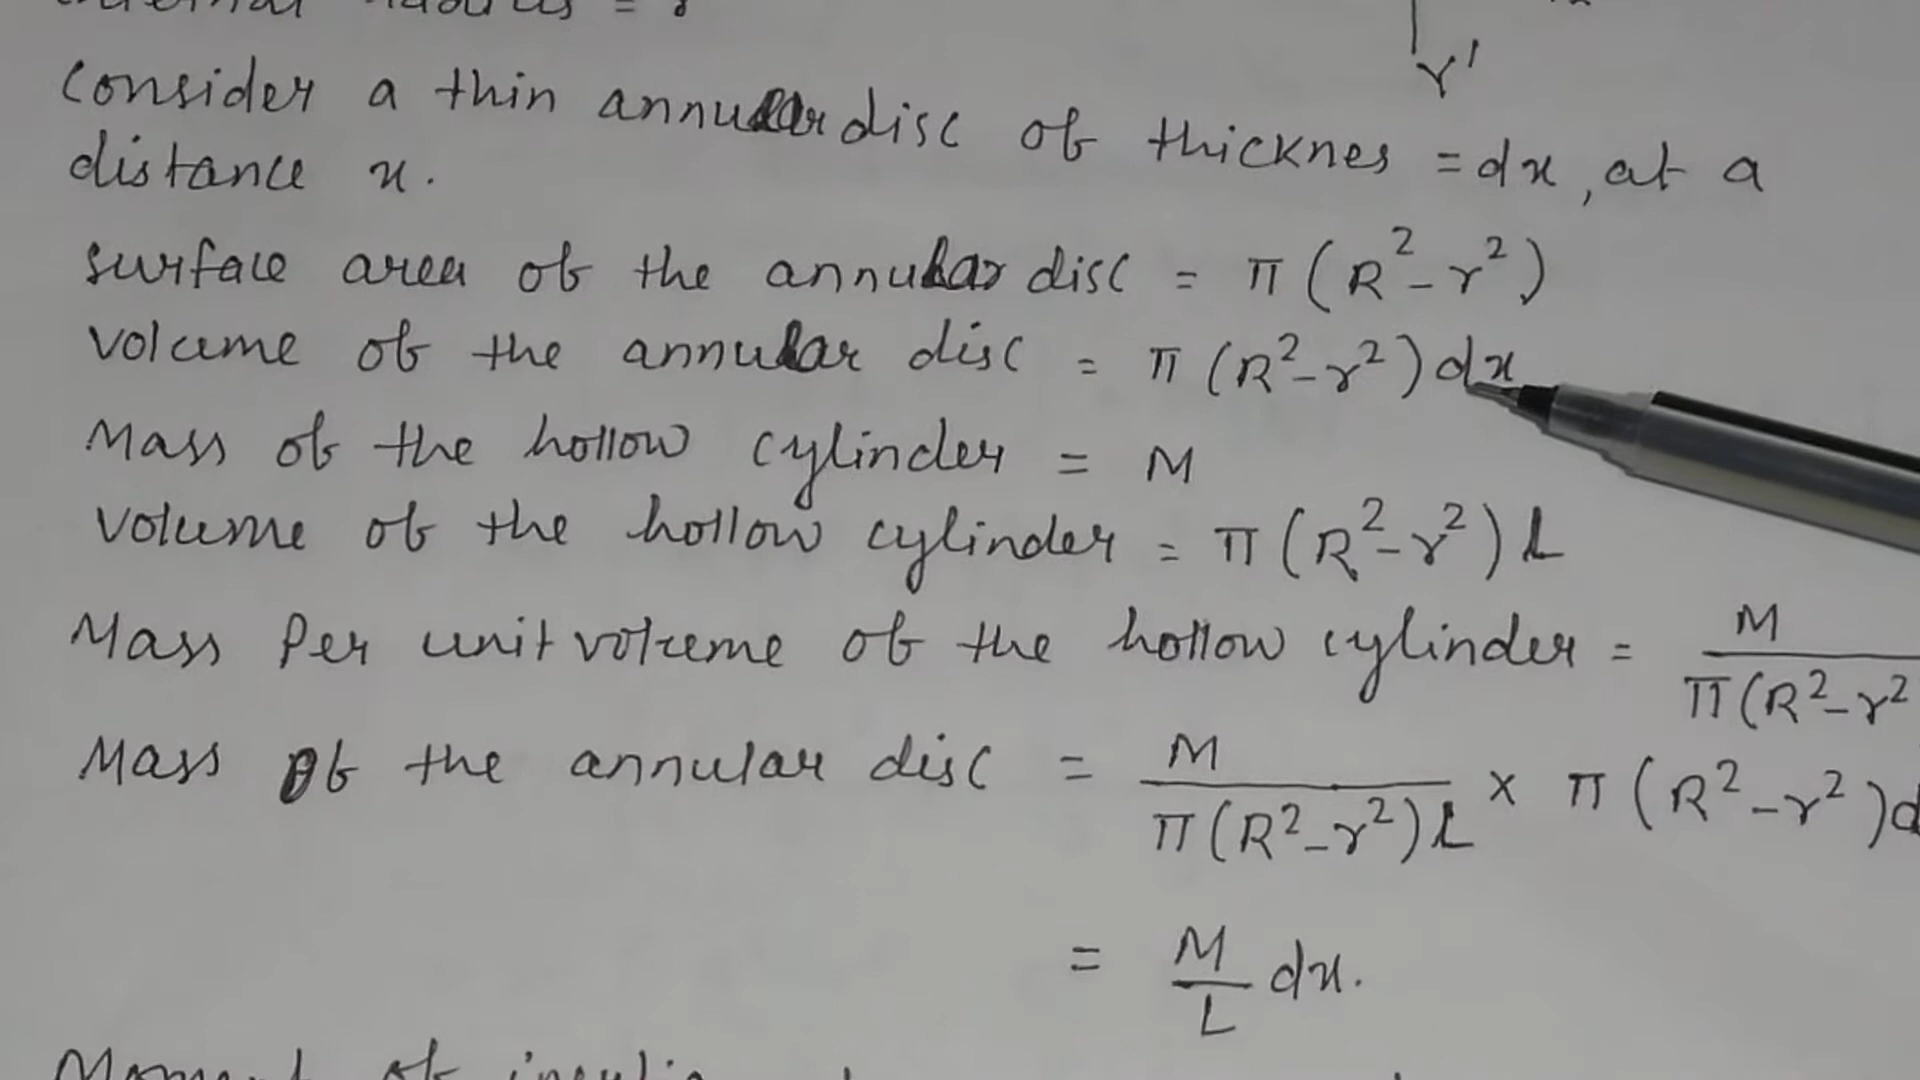 = r
Y'
Consider a thin annular disc of thicknes = dx, at a
distance x.
surface area of the annular disc = π (R² - r²)
Volume of the annular disc = π (R² - r²) dx
Mass of the hollow cylinder = M
Volume of the hollow cylinder = π (R² - r²) L
Mass Per unit volume of the hollow cylinder = M / π (R² - r²
Mass of the annular disc = M / π (R² - r²) L × π (R² - r²) d
= M / L dx.
Moment of